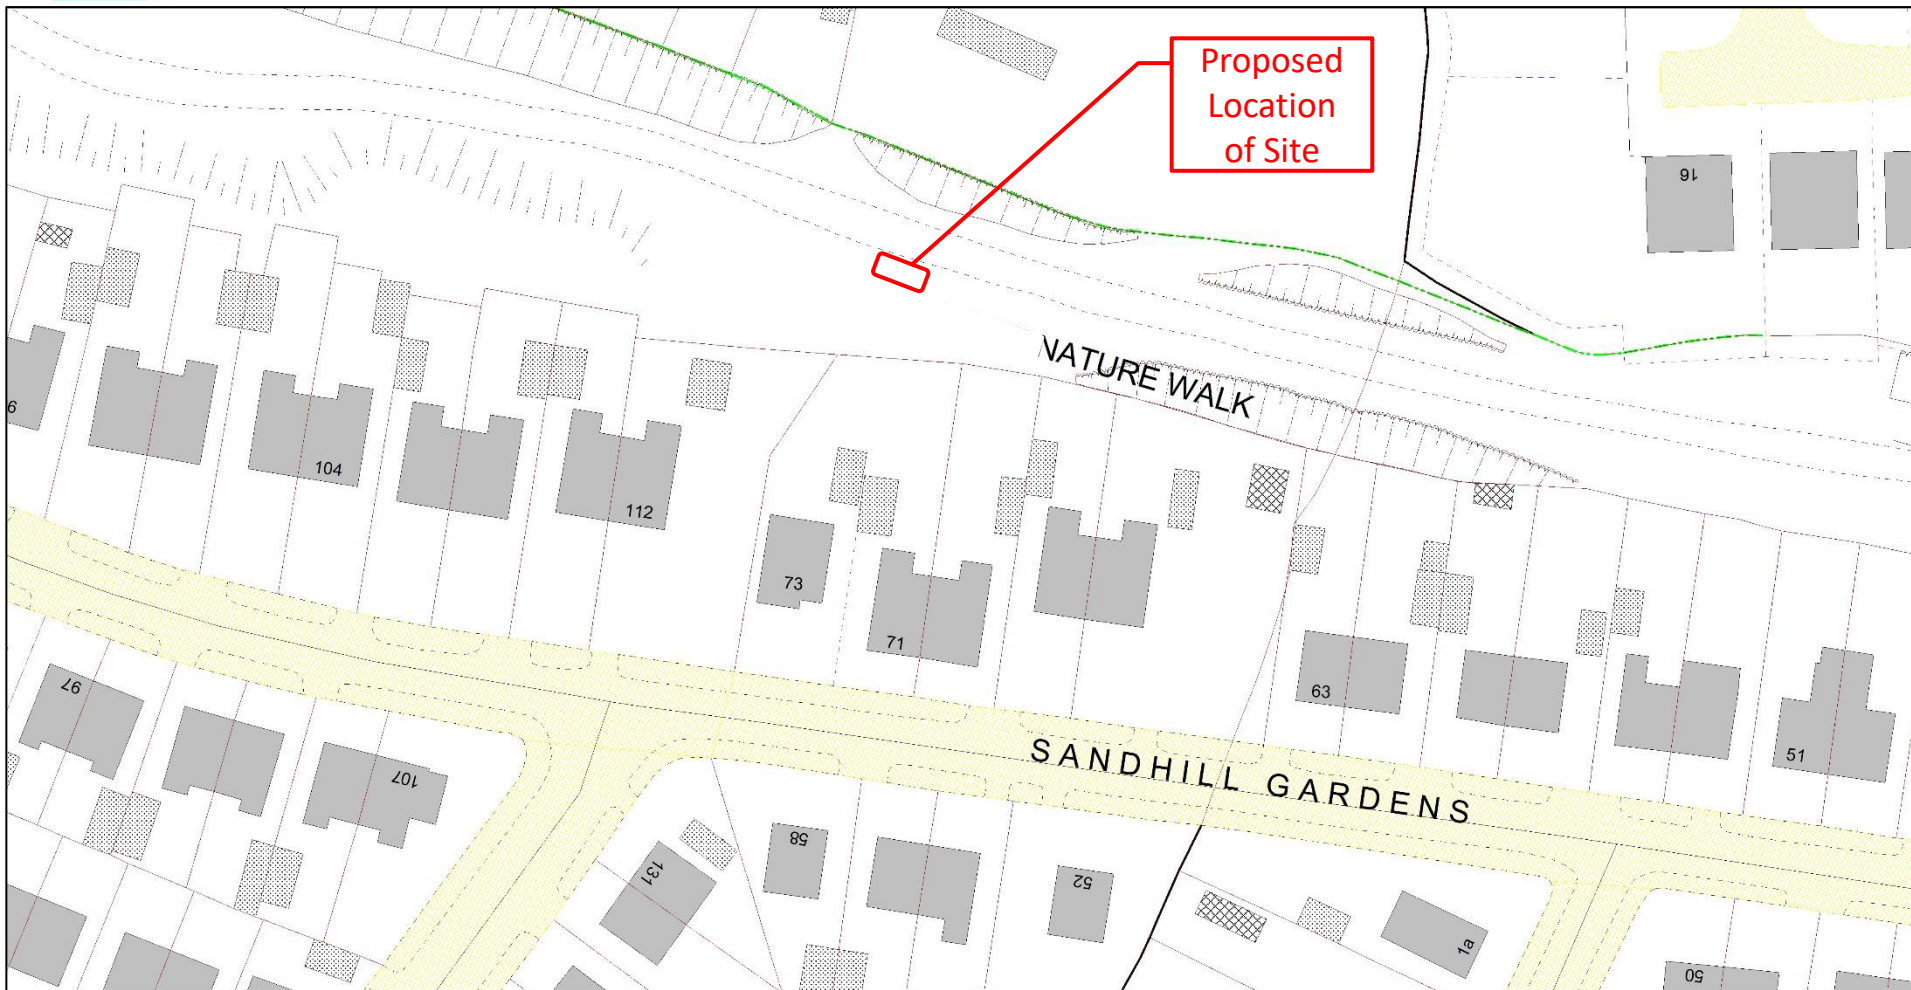 Proposed
Location
of Site
16
NATURE WALK
6
104
112
73
71
63
51
SANDHILL GARDENS
97
107
131
58
52
1a
50